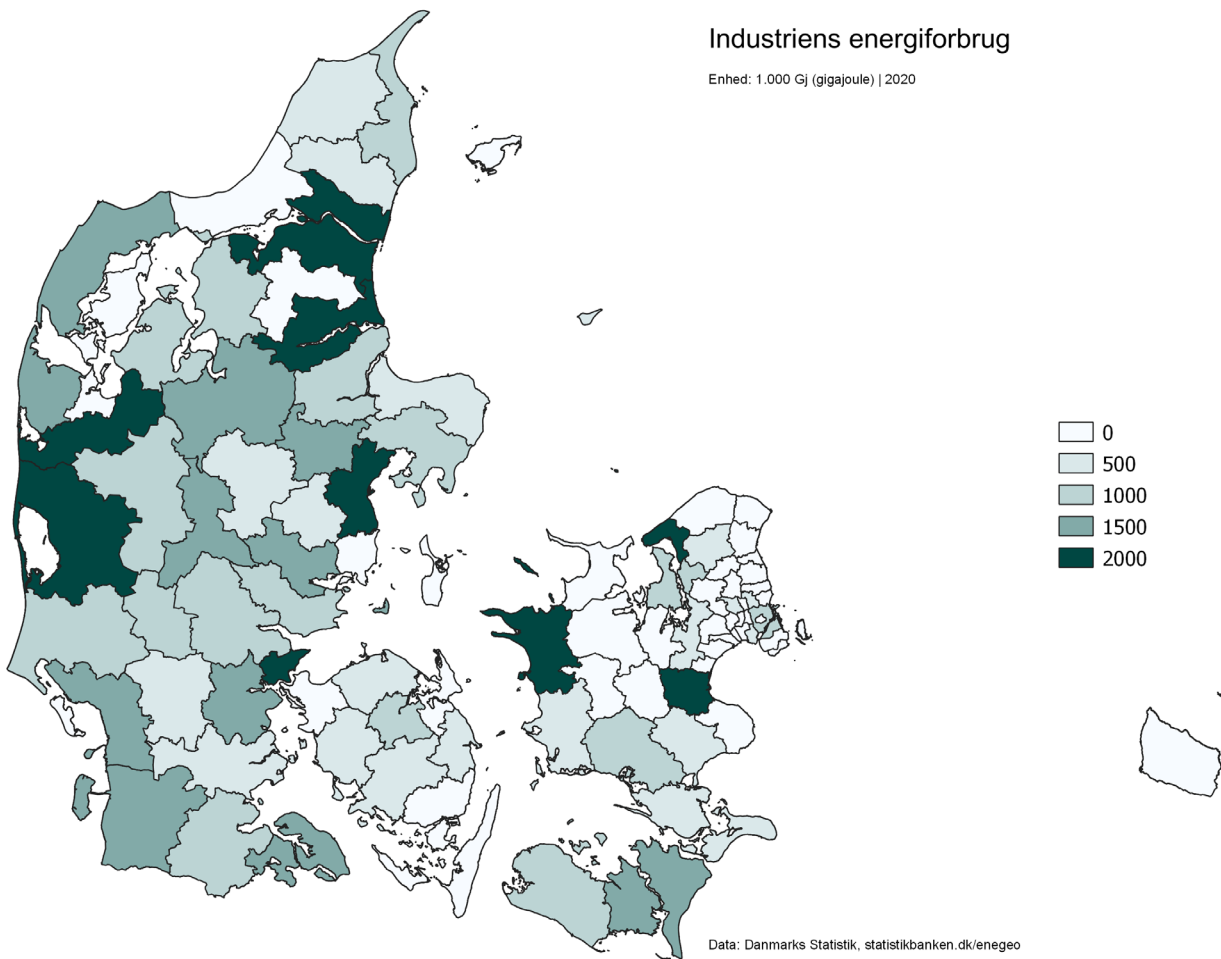 Industriens energiforbrug
Enhed: 1.000 Gj (gigajoule) | 2020
0
500
1000
1500
2000
Data: Danmarks Statistik, statistikbanken.dk/enegeo